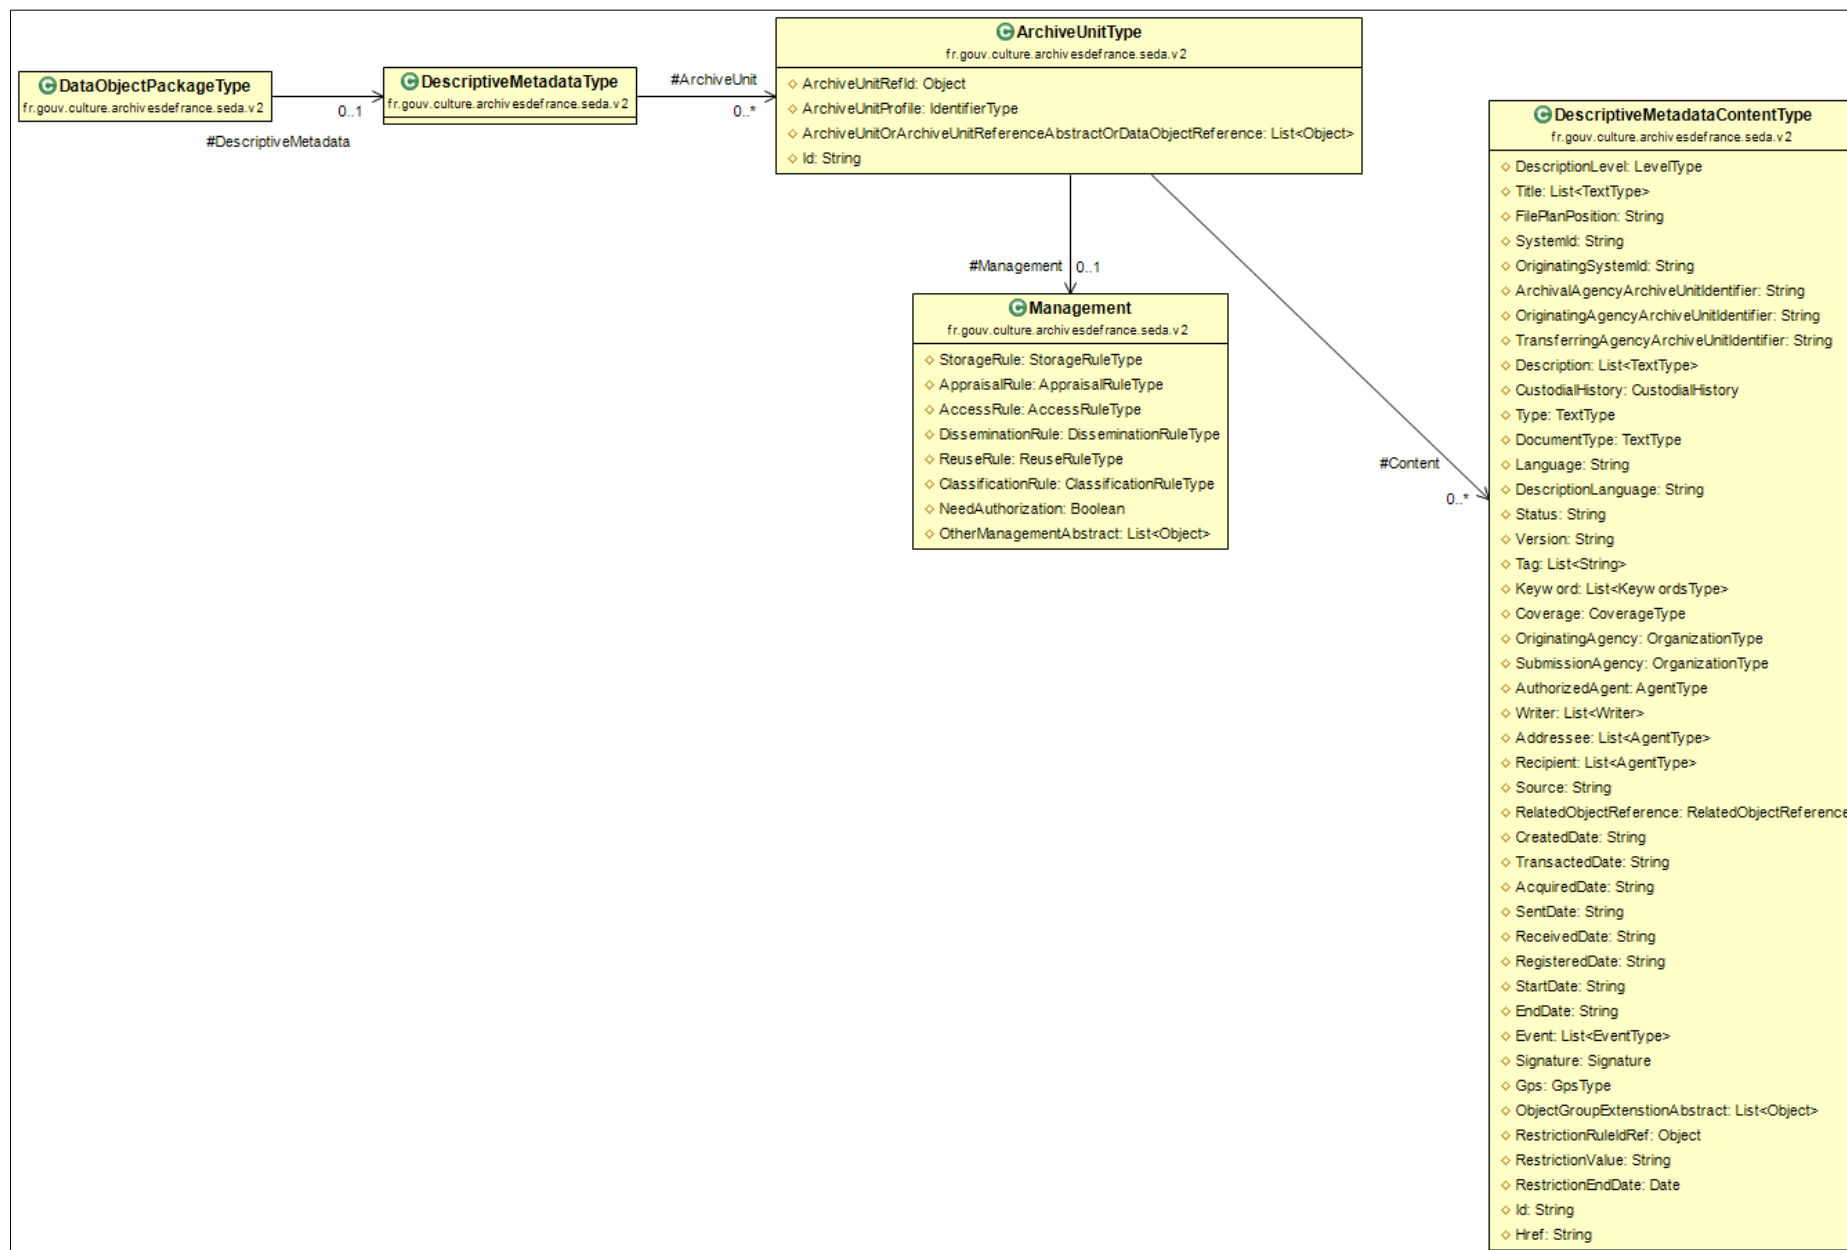 DataObjectPackageType
fr.gouv.culture.archivesdefrance.seda.v2
0..1
#DescriptiveMetadata
DescriptiveMetadataType
fr.gouv.culture.archivesdefrance.seda.v2
#ArchiveUnit
0..*
ArchiveUnitType
fr.gouv.culture.archivesdefrance.seda.v2
ArchiveUnitRefId: Object
ArchiveUnitProfile: IdentifierType
ArchiveUnitOrArchiveUnitReferenceAbstractOrDataObjectReference: List<Object>
Id: String
#Management
0..1
Management
fr.gouv.culture.archivesdefrance.seda.v2
StorageRule: StorageRuleType
AppraisalRule: AppraisalRuleType
AccessRule: AccessRuleType
DisseminationRule: DisseminationRuleType
ReuseRule: ReuseRuleType
ClassificationRule: ClassificationRuleType
NeedAuthorization: Boolean
OtherManagementAbstract: List<Object>
#Content
0..*
DescriptiveMetadataContentType
fr.gouv.culture.archivesdefrance.seda.v2
DescriptionLevel: LevelType
Title: List<TextType>
FilePlanPosition: String
SystemId: String
OriginatingSystemId: String
ArchivalAgencyArchiveUnitIdentifier: String
OriginatingAgencyArchiveUnitIdentifier: String
TransferringAgencyArchiveUnitIdentifier: String
Description: List<TextType>
CustodialHistory: CustodialHistory
Type: TextType
DocumentType: TextType
Language: String
DescriptionLanguage: String
Status: String
Version: String
Tag: List<String>
Keyword: List<KeywordsType>
Coverage: CoverageType
OriginatingAgency: OrganizationType
SubmissionAgency: OrganizationType
AuthorizedAgent: AgentType
Writer: List<Writer>
Addressee: List<AgentType>
Recipient: List<AgentType>
Source: String
RelatedObjectReference: RelatedObjectReference
CreatedDate: String
TransactedDate: String
AcquiredDate: String
SentDate: String
ReceivedDate: String
RegisteredDate: String
StartDate: String
EndDate: String
Event: List<EventType>
Signature: Signature
Gps: GpsType
ObjectGroupExtenstionAbstract: List<Object>
RestrictionRuleIdRef: Object
RestrictionValue: String
RestrictionEndDate: Date
Id: String
Href: String